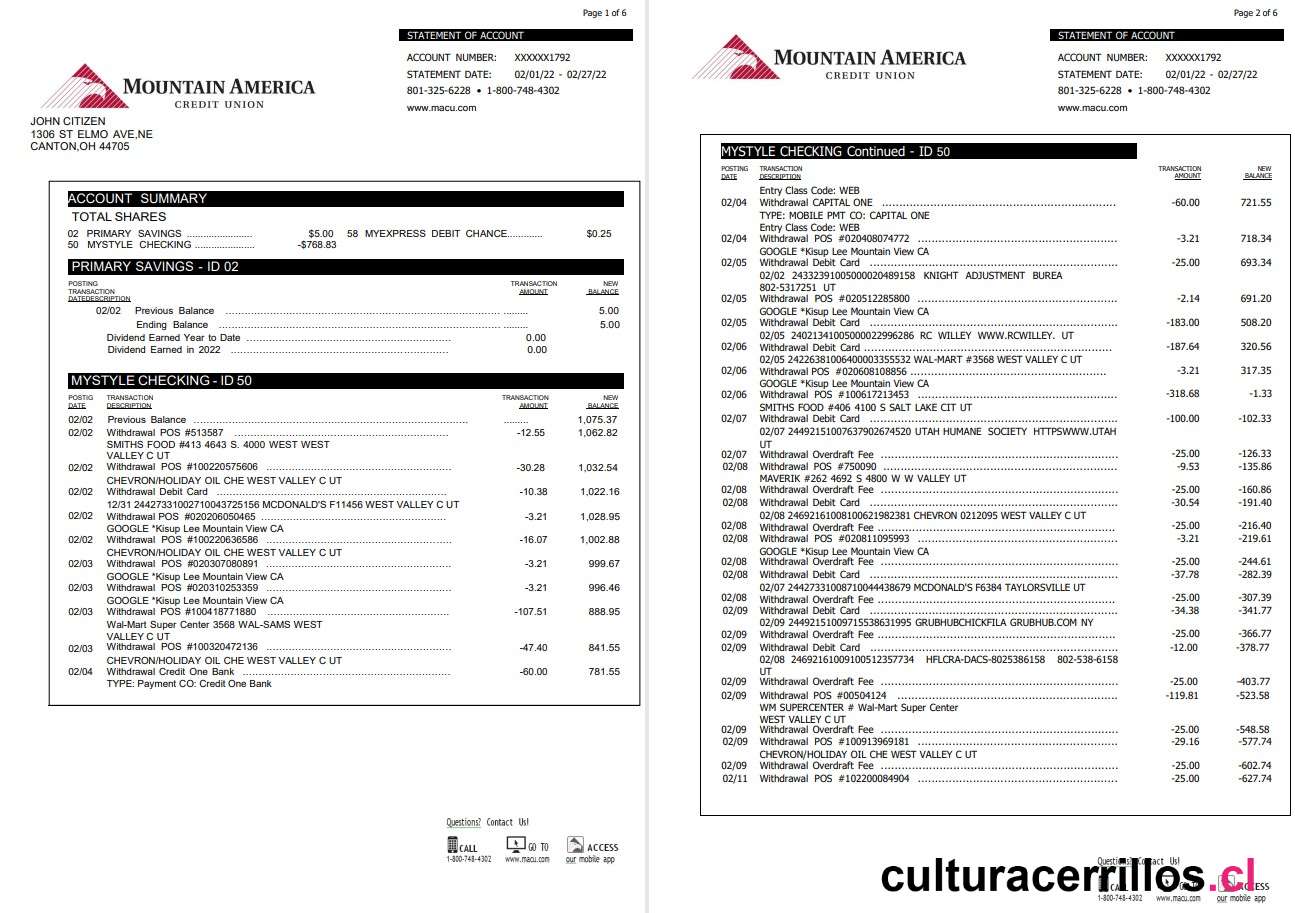 Page 1 of 6
STATEMENT OF ACCOUNT
ACCOUNT NUMBER: XXXXXX1792
STATEMENT DATE: 02/01/22 - 02/27/22
801-325-6228 • 1-800-748-4302
www.macu.com
MOUNTAIN AMERICA
CREDIT UNION
JOHN CITIZEN
1306 ST ELMO AVE,NE
CANTON,OH 44705
ACCOUNT SUMMARY
TOTAL SHARES
02 PRIMARY SAVINGS ....................... $5.00 58 MYEXPRESS DEBIT CHANCE............ $0.25
50 MYSTYLE CHECKING ..................... -$768.83
PRIMARY SAVINGS - ID 02
POSTING TRANSACTION NEW
TRANSACTION AMOUNT BALANCE
DATEDESCRIPTION
02/02 Previous Balance ........ 5.00
Ending Balance ........ 5.00
Dividend Earned Year to Date ........ 0.00
Dividend Earned in 2022 ........ 0.00
MYSTYLE CHECKING - ID 50
POSTIG TRANSACTION TRANSACTION NEW
DATE DESCRIPTION AMOUNT BALANCE
02/02 Previous Balance ........ 1,075.37
02/02 Withdrawal POS #513587 ........ -12.55 1,062.82
SMITHS FOOD #413 4643 S. 4000 WEST WEST
VALLEY C UT
02/02 Withdrawal POS #100220575606 ........ -30.28 1,032.54
CHEVRON/HOLIDAY OIL CHE WEST VALLEY C UT
02/02 Withdrawal Debit Card ........ -10.38 1,022.16
12/31 24427331002710043725156 MCDONALD'S F11456 WEST VALLEY C UT
02/02 Withdrawal POS #020206050465 ........ -3.21 1,028.95
GOOGLE *Kisup Lee Mountain View CA
02/02 Withdrawal POS #100220636586 ........ -16.07 1,002.88
CHEVRON/HOLIDAY OIL CHE WEST VALLEY C UT
02/03 Withdrawal POS #020307080891 ........ -3.21 999.67
GOOGLE *Kisup Lee Mountain View CA
02/03 Withdrawal POS #020310253359 ........ -3.21 996.46
GOOGLE *Kisup Lee Mountain View CA
02/03 Withdrawal POS #100418771880 ........ -107.51 888.95
Wal-Mart Super Center 3568 WAL-SAMS WEST
VALLEY C UT
02/03 Withdrawal POS #100320472136 ........ -47.40 841.55
CHEVRON/HOLIDAY OIL CHE WEST VALLEY C UT
02/04 Withdrawal Credit One Bank ........ -60.00 781.55
TYPE: Payment CO: Credit One Bank
Questions? Contact Us!
CALL GO TO ACCESS
1-800-748-4302 www.macu.com our mobile app
Page 2 of 6
STATEMENT OF ACCOUNT
ACCOUNT NUMBER: XXXXXX1792
STATEMENT DATE: 02/01/22 - 02/27/22
801-325-6228 • 1-800-748-4302
www.macu.com
MOUNTAIN AMERICA
CREDIT UNION
MYSTYLE CHECKING Continued - ID 50
POSTING TRANSACTION TRANSACTION NEW
DATE DESCRIPTION AMOUNT BALANCE
Entry Class Code: WEB
02/04 Withdrawal CAPITAL ONE ........ -60.00 721.55
TYPE: MOBILE PMT CO: CAPITAL ONE
Entry Class Code: WEB
02/04 Withdrawal POS #020408074772 ........ -3.21 718.34
GOOGLE *Kisup Lee Mountain View CA
02/05 Withdrawal Debit Card ........ -25.00 693.34
02/02 24332391005000020489158 KNIGHT ADJUSTMENT BUREA
802-5317251 UT
02/05 Withdrawal POS #020512285800 ........ -2.14 691.20
GOOGLE *Kisup Lee Mountain View CA
02/05 Withdrawal Debit Card ........ -183.00 508.20
02/05 24021341005000022996286 RC WILLEY WWW.RCWILLEY. UT
02/06 Withdrawal Debit Card ........ -187.64 320.56
02/05 24226381006400003355532 WAL-MART #3568 WEST VALLEY C UT
02/06 Withdrawal POS #020608108856 ........ -3.21 317.35
GOOGLE *Kisup Lee Mountain View CA
02/06 Withdrawal POS #100617213453 ........ -318.68 -1.33
SMITHS FOOD #406 4100 S SALT LAKE CIT UT
02/07 Withdrawal Debit Card ........ -100.00 -102.33
02/07 24492151007637902674520 UTAH HUMANE SOCIETY HTTPSWWW.UTAH
UT
02/07 Withdrawal Overdraft Fee ........ -25.00 -126.33
02/08 Withdrawal POS #750090 ........ -9.53 -135.86
MAVERIK #262 4692 S 4800 W W VALLEY UT
02/08 Withdrawal Overdraft Fee ........ -25.00 -160.86
02/08 Withdrawal Debit Card ........ -30.54 -191.40
02/08 24692161008100621982381 CHEVRON 0212095 WEST VALLEY C UT
02/08 Withdrawal Overdraft Fee ........ -25.00 -216.40
02/08 Withdrawal POS #020811095993 ........ -3.21 -219.61
GOOGLE *Kisup Lee Mountain View CA
02/08 Withdrawal Overdraft Fee ........ -25.00 -244.61
02/08 Withdrawal Debit Card ........ -37.78 -282.39
02/07 24427331008710044438679 MCDONALD'S F6384 TAYLORSVILLE UT
02/08 Withdrawal Overdraft Fee ........ -25.00 -307.39
02/09 Withdrawal Debit Card ........ -34.38 -341.77
02/09 24492151009715538631995 GRUBHUBCHICKFILA GRUBHUB.COM NY
02/09 Withdrawal Overdraft Fee ........ -25.00 -366.77
02/09 Withdrawal Debit Card ........ -12.00 -378.77
02/08 24692161009100512357734 HFLCRA-DACS-8025386158 802-538-6158
UT
02/09 Withdrawal Overdraft Fee ........ -25.00 -403.77
02/09 Withdrawal POS #00504124 ........ -119.81 -523.58
WM SUPERCENTER # Wal-Mart Super Center
WEST VALLEY C UT
02/09 Withdrawal Overdraft Fee ........ -25.00 -548.58
02/09 Withdrawal POS #100913969181 ........ -29.16 -577.74
CHEVRON/HOLIDAY OIL CHE WEST VALLEY C UT
02/09 Withdrawal Overdraft Fee ........ -25.00 -602.74
02/11 Withdrawal POS #102200084904 ........ -25.00 -627.74
Questions? Contact Us!
culturacerrillos.cl
CALL GO TO ACCESS
1-800-748-4302 www.macu.com our mobile app